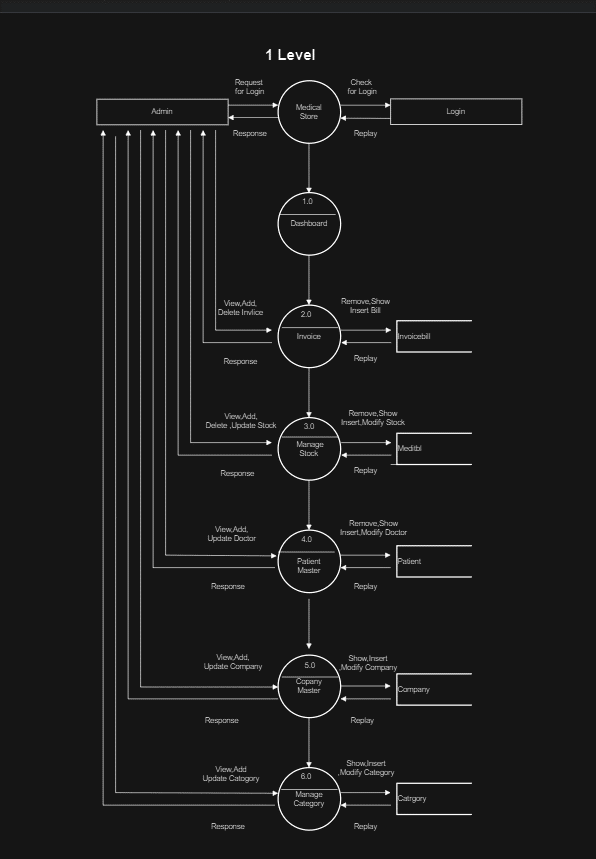 1 Level
Request
for Login
Check
for Login
Admin
Medical
Store
Login
Response
Replay
1.0
Dashboard
View,Add,
Delete Invlice
Remove,Show
Insert Bill
2.0
Invoice
Invoicebill
Response
Replay
View,Add,
Delete ,Update Stock
Remove,Show
Insert,Modify Stock
3.0
Manage
Stock
Meditbl
Response
Replay
View,Add,
Update Doctor
Remove,Show
Insert,Modify Doctor
4.0
Patient
Master
Patient
Response
Replay
View,Add,
Update Company
Show,Insert
,Modify Company
5.0
Copany
Master
Company
Response
Replay
View,Add
Update Catogory
Show,Insert
,Modify Category
6.0
Manage
Category
Catrgory
Response
Replay